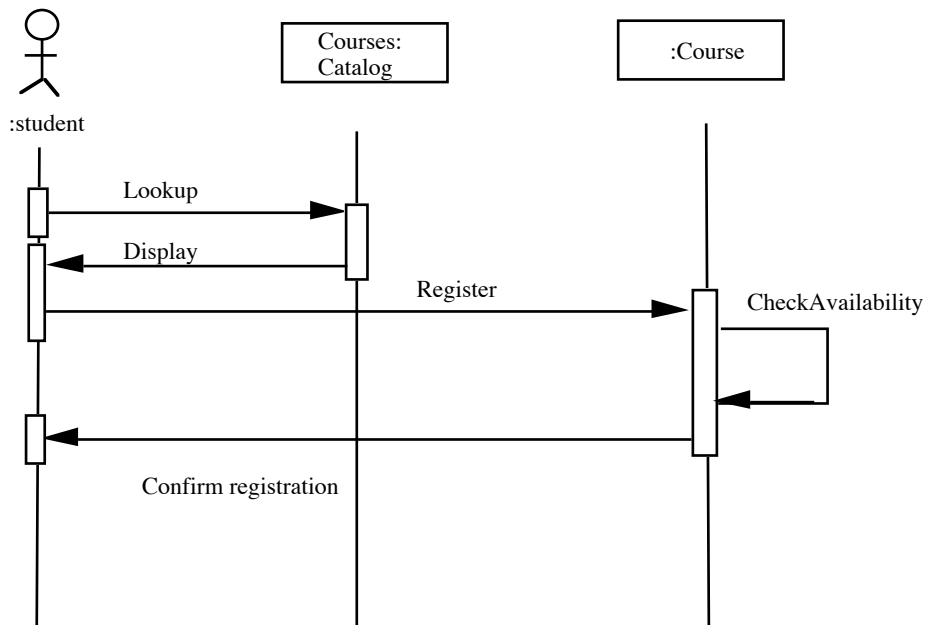 Courses:
Catalog
:Course
:student
Lookup
Display
Register
CheckAvailability
Confirm registration